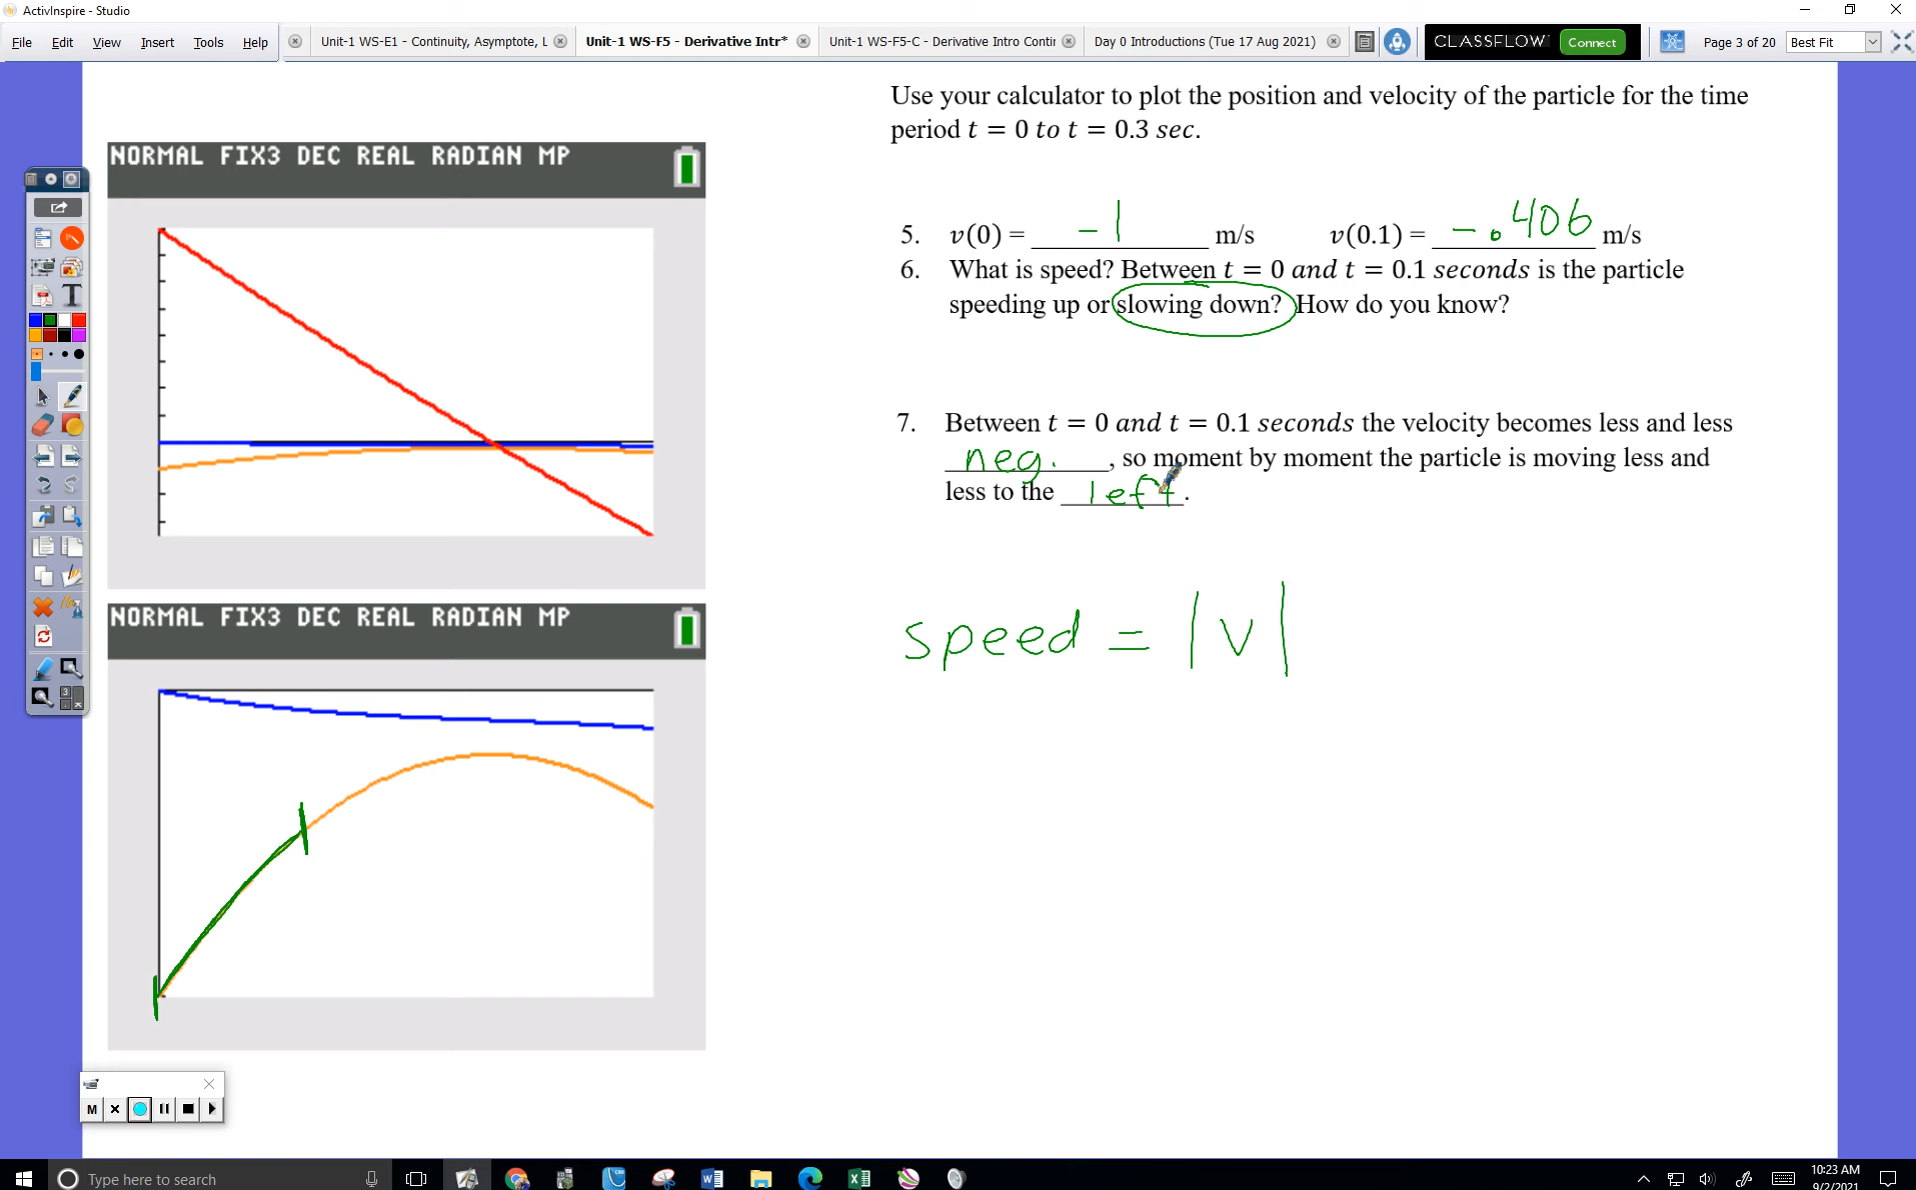 ActivInspire - Studio
File Edit View Insert Tools Help
Unit-1 WS-E1 - Continuity, Asymptote, L
Unit-1 WS-F5 - Derivative Intr*
Unit-1 WS-F5-C - Derivative Intro Contir
Day 0 Introductions (Tue 17 Aug 2021)
CLASSFLOW Connect
Page 3 of 20 Best Fit
Use your calculator to plot the position and velocity of the particle for the time
period t = 0 to t = 0.3 sec.
NORMAL FIX3 DEC REAL RADIAN MP
5. v(0) = -1 m/s v(0.1) = -.406 m/s
6. What is speed? Between t = 0 and t = 0.1 seconds is the particle
speeding up or slowing down? How do you know?
7. Between t = 0 and t = 0.1 seconds the velocity becomes less and less
neg. , so moment by moment the particle is moving less and
less to the left.
NORMAL FIX3 DEC REAL RADIAN MP
speed = |v|
M
Type here to search
10:23 AM
9/2/2021